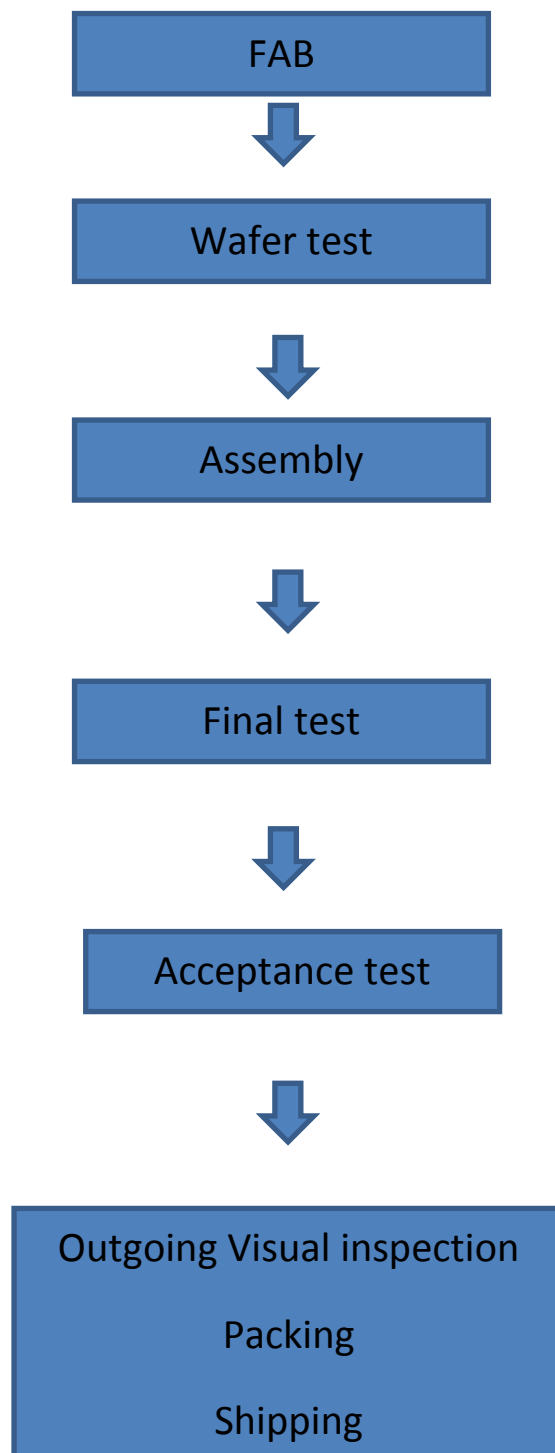 FAB
Wafer test
Assembly
Final test
Acceptance test
Outgoing Visual inspection
Packing
Shipping